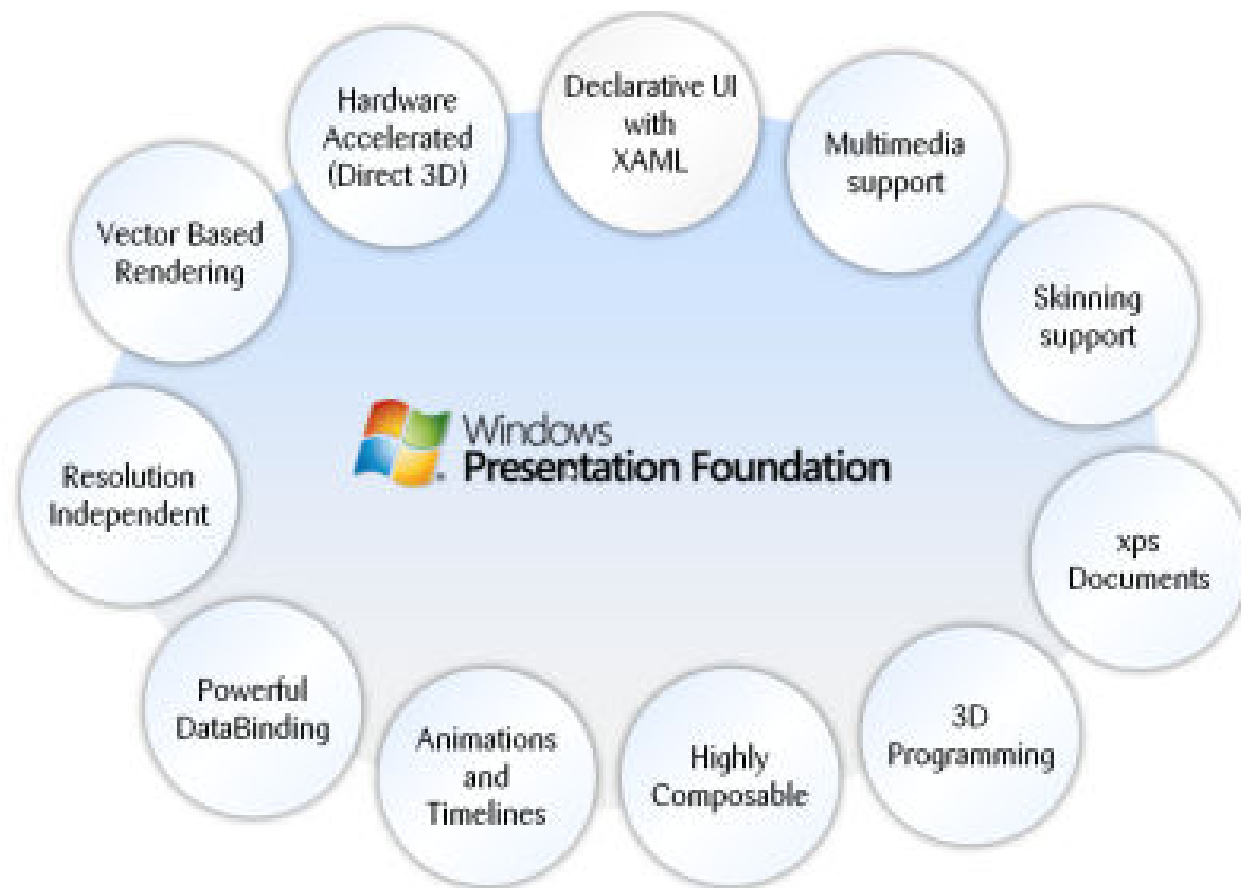 Hardware
Accelerated
(Direct 3D)
Declarative UI
with
XAML
Multimedia
support
Vector Based
Rendering
Skinning
support
Windows
Presentation Foundation
Resolution
Independent
xps
Documents
Powerful
DataBinding
Animations
and
Timelines
Highly
Composable
3D
Programming